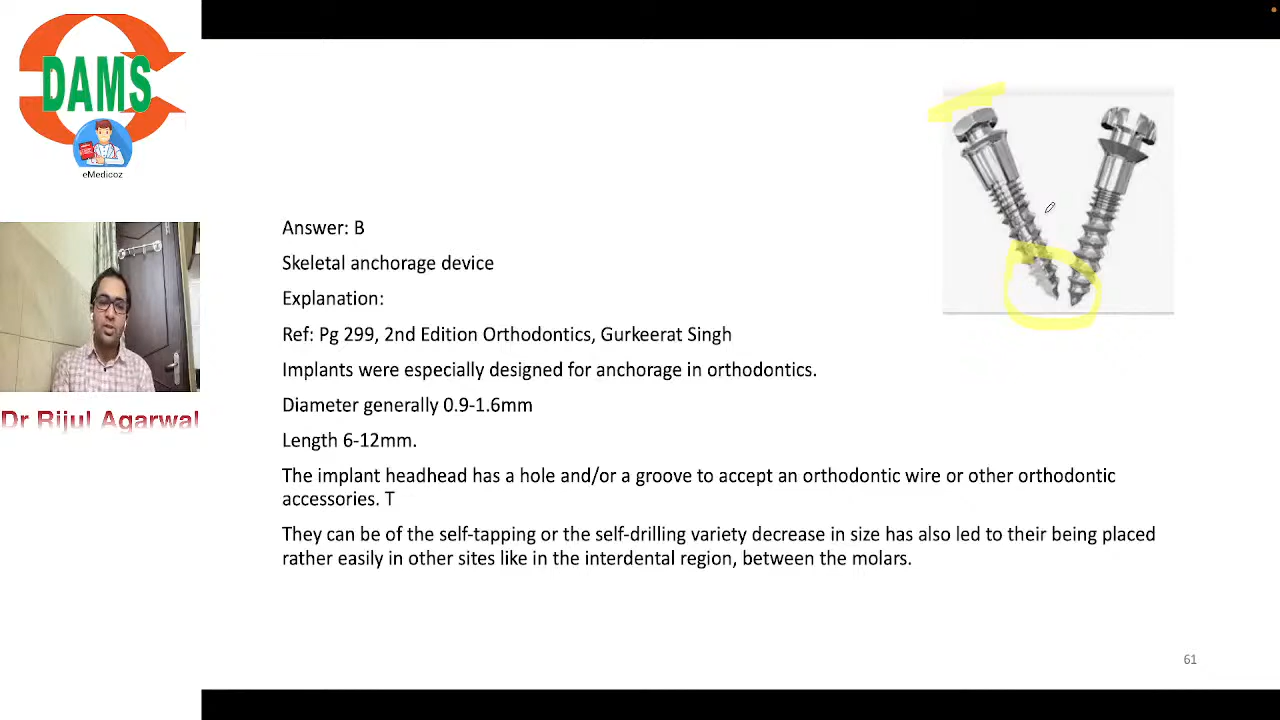 DAMS
eMedicoz
Dr Rijul Agarwal
Answer: B
Skeletal anchorage device
Explanation:
Ref: Pg 299, 2nd Edition Orthodontics, Gurkeerat Singh
Implants were especially designed for anchorage in orthodontics.
Diameter generally 0.9-1.6mm
Length 6-12mm.
The implant headhead has a hole and/or a groove to accept an orthodontic wire or other orthodontic
accessories. T
They can be of the self-tapping or the self-drilling variety decrease in size has also led to their being placed
rather easily in other sites like in the interdental region, between the molars.
61